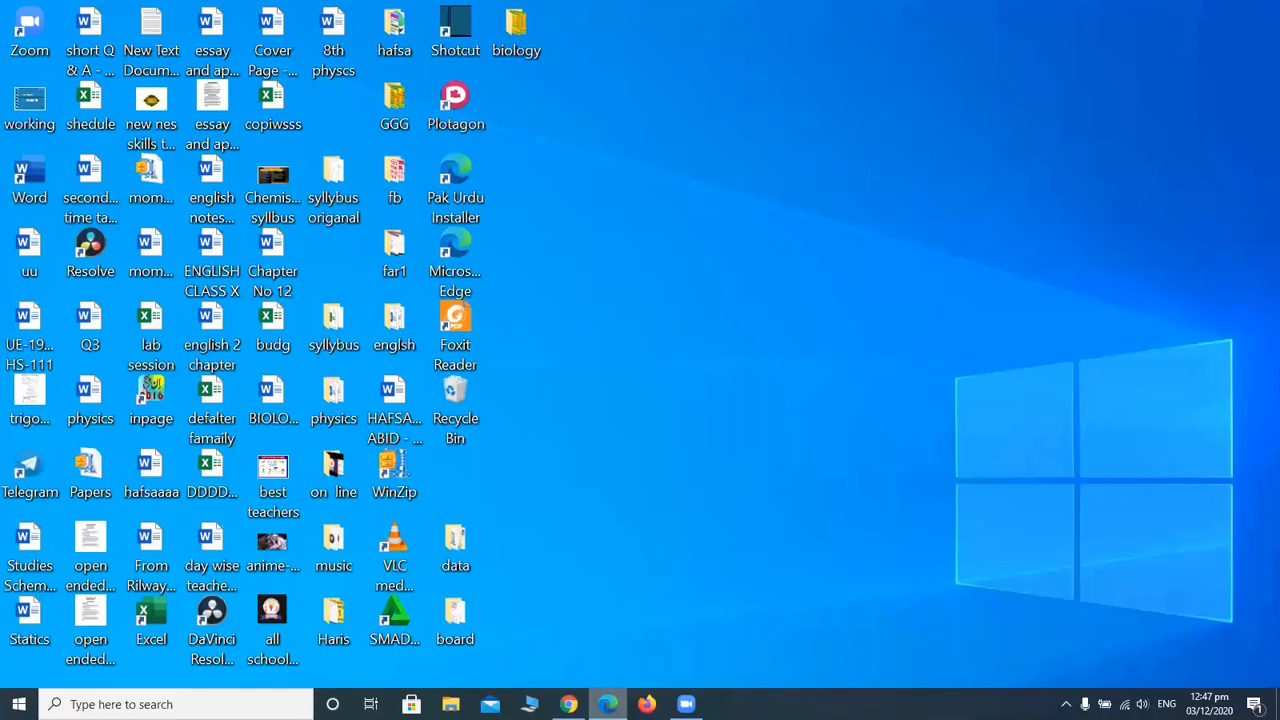 Zoom
short Q
& A - ...
New Text
Docum...
essay
and ap...
Cover
Page -...
8th
physcs
hafsa
Shotcut
biology
working
shedule
new nes
skills t...
essay
and ap...
copiwsss
GGG
Plotagon
Word
second...
time ta...
mom...
english
notes...
Chemis...
syllbus
syllybus
origanal
fb
Pak Urdu
Installer
uu
Resolve
mom...
ENGLISH
CLASS X
Chapter
No 12
far1
Micros...
Edge
UE-19...
HS-111
Q3
lab
session
english 2
chapter
budg
syllybus
englsh
Foxit
Reader
trigo...
physics
inpage
defalter
famaily
BIOLO...
physics
HAFSA...
ABID - ...
Recycle
Bin
Telegram
Papers
hafsaaaa
DDDD...
best
teachers
on line
WinZip
Studies
Schem...
open
ended...
From
Rilway...
day wise
teache...
anime-...
music
VLC
med...
data
Statics
open
ended...
Excel
DaVinci
Resol...
all
school...
Haris
SMAD...
board
Type here to search
ENG
12:47 pm
03/12/2020